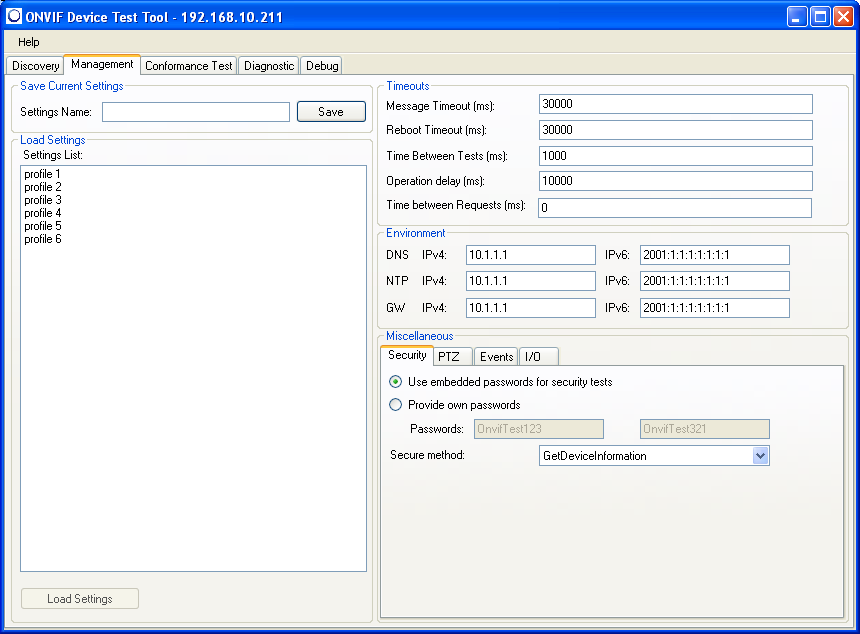 ONVIF Device Test Tool - 192.168.10.211
Help
Discovery Management Conformance Test Diagnostic Debug
Save Current Settings
Settings Name: Save
Load Settings
Settings List:
profile 1
profile 2
profile 3
profile 4
profile 5
profile 6
Load Settings
Timeouts
Message Timeout (ms): 30000
Reboot Timeout (ms): 30000
Time Between Tests (ms): 1000
Operation delay (ms): 10000
Time between Requests (ms): 0
Environment
DNS IPv4: 10.1.1.1 IPv6: 2001:1:1:1:1:1:1:1
NTP IPv4: 10.1.1.1 IPv6: 2001:1:1:1:1:1:1:1
GW IPv4: 10.1.1.1 IPv6: 2001:1:1:1:1:1:1:1
Miscellaneous
Security PTZ Events I/O
Use embedded passwords for security tests
Provide own passwords
Passwords: OnvifTest123 OnvifTest321
Secure method: GetDeviceInformation